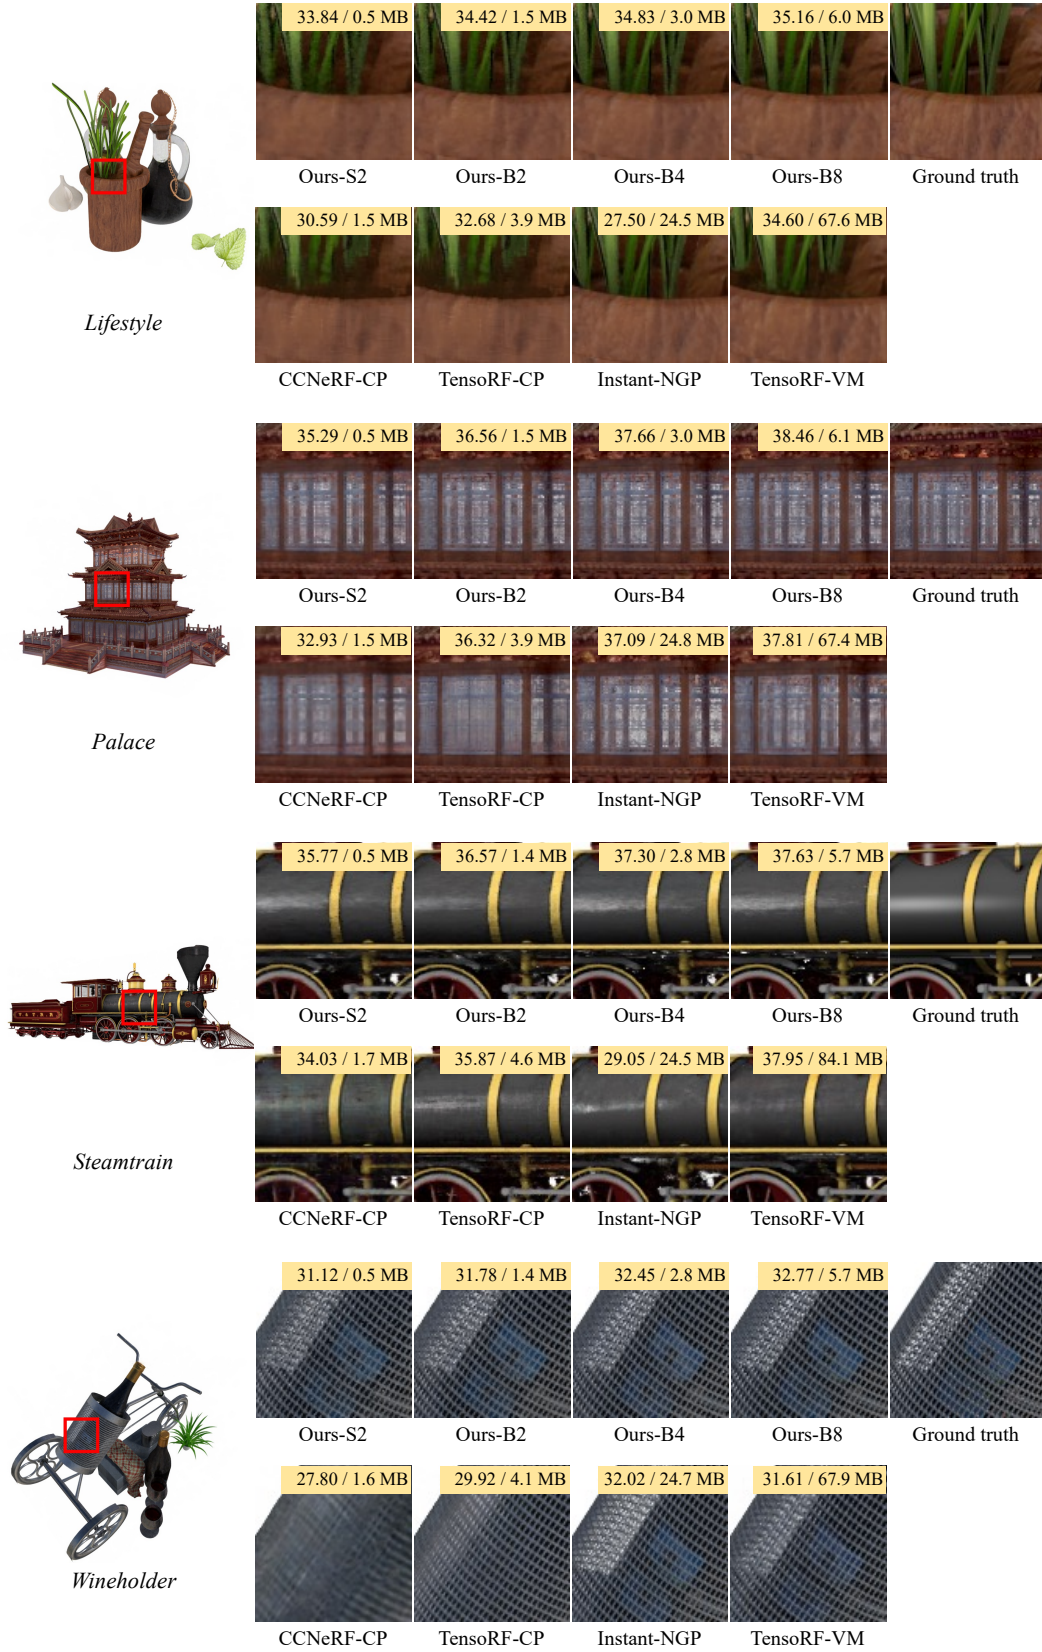 33.84 / 0.5 MB 34.42 / 1.5 MB 34.83 / 3.0 MB 35.16 / 6.0 MB
Ours-S2 Ours-B2 Ours-B4 Ours-B8 Ground truth
30.59 / 1.5 MB 32.68 / 3.9 MB 27.50 / 24.5 MB 34.60 / 67.6 MB
Lifestyle
CCNeRF-CP TensoRF-CP Instant-NGP TensoRF-VM
35.29 / 0.5 MB 36.56 / 1.5 MB 37.66 / 3.0 MB 38.46 / 6.1 MB
Ours-S2 Ours-B2 Ours-B4 Ours-B8 Ground truth
32.93 / 1.5 MB 36.32 / 3.9 MB 37.09 / 24.8 MB 37.81 / 67.4 MB
Palace
CCNeRF-CP TensoRF-CP Instant-NGP TensoRF-VM
35.77 / 0.5 MB 36.57 / 1.4 MB 37.30 / 2.8 MB 37.63 / 5.7 MB
Ours-S2 Ours-B2 Ours-B4 Ours-B8 Ground truth
34.03 / 1.7 MB 35.87 / 4.6 MB 29.05 / 24.5 MB 37.95 / 84.1 MB
Steamtrain
CCNeRF-CP TensoRF-CP Instant-NGP TensoRF-VM
31.12 / 0.5 MB 31.78 / 1.4 MB 32.45 / 2.8 MB 32.77 / 5.7 MB
Ours-S2 Ours-B2 Ours-B4 Ours-B8 Ground truth
27.80 / 1.6 MB 29.92 / 4.1 MB 32.02 / 24.7 MB 31.61 / 67.9 MB
Wineholder
CCNeRF-CP TensoRF-CP Instant-NGP TensoRF-VM